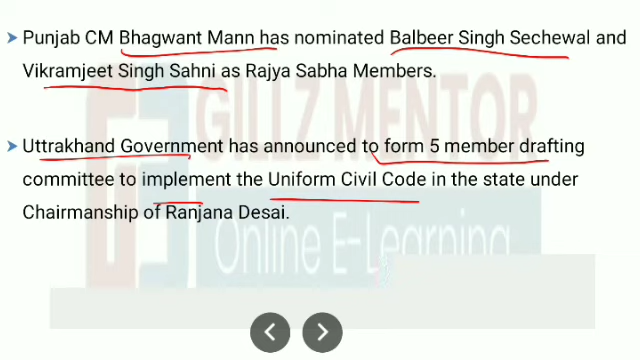 Punjab CM Bhagwant Mann has nominated Balbeer Singh Sechewal and
Vikramjeet Singh Sahni as Rajya Sabha Members.
Uttrakhand Government has announced to form 5 member drafting
committee to implement the Uniform Civil Code in the state under
Chairmanship of Ranjana Desai.
GILLZ MENTOR
Online E-Learning